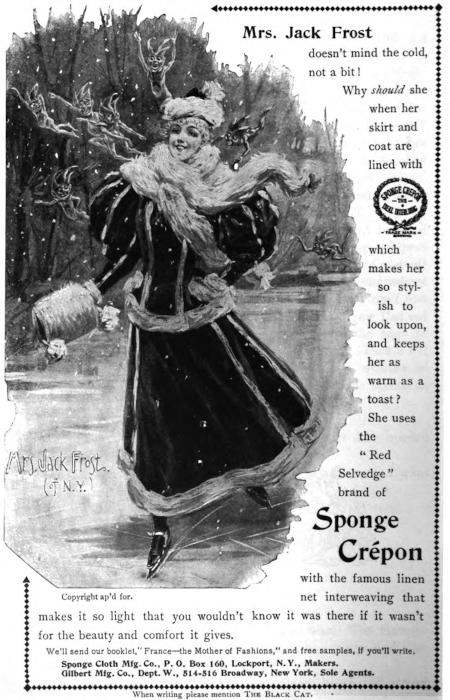 Mrs. Jack Frost
doesn't mind the cold,
not a bit!
Why should she
when her
skirt and
coat are
lined with
SPONGE CRÉPON
THE
IDEAL INTERLINING
TRADE MARK
which
makes her
so styl-
ish to
look upon,
and keeps
her as
warm as a
toast?
She uses
the
"Red
Selvedge"
brand of
Sponge
Crépon
Mrs. Jack Frost.
(of N.Y.)
Copyright ap'd for.
with the famous linen
net interweaving that
makes it so light that you wouldn't know it was there if it wasn't
for the beauty and comfort it gives.
We'll send our booklet, "France—the Mother of Fashions," and free samples, if you'll write.
Sponge Cloth Mfg. Co., P. O. Box 160, Lockport, N. Y., Makers.
Gilbert Mfg. Co., Dept. W., 514-516 Broadway, New York, Sole Agents.
When writing please mention THE BLACK CAT.